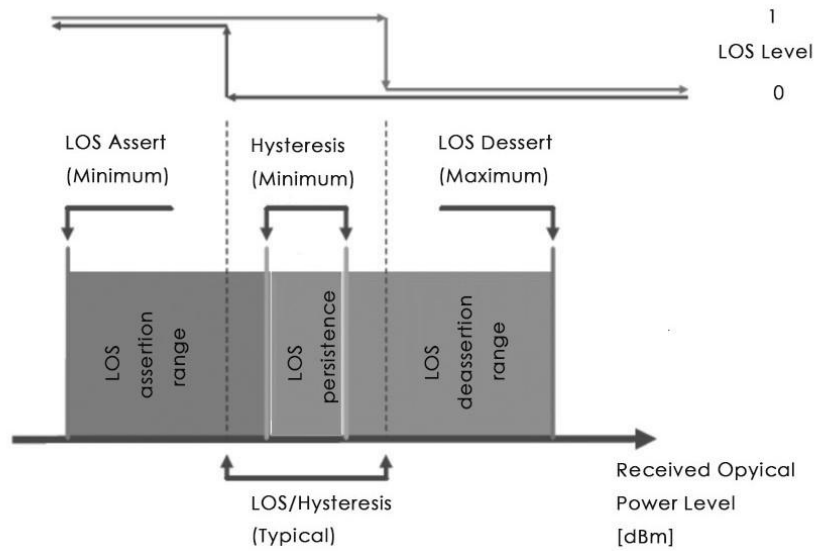 1
LOS Level
0
LOS Assert
(Minimum)
Hysteresis
(Minimum)
LOS Dessert
(Maximum)
LOS
assertion
range
LOS
persistence
LOS
deassertion
range
LOS/Hysteresis
(Typical)
Received Opyical
Power Level
[dBm]